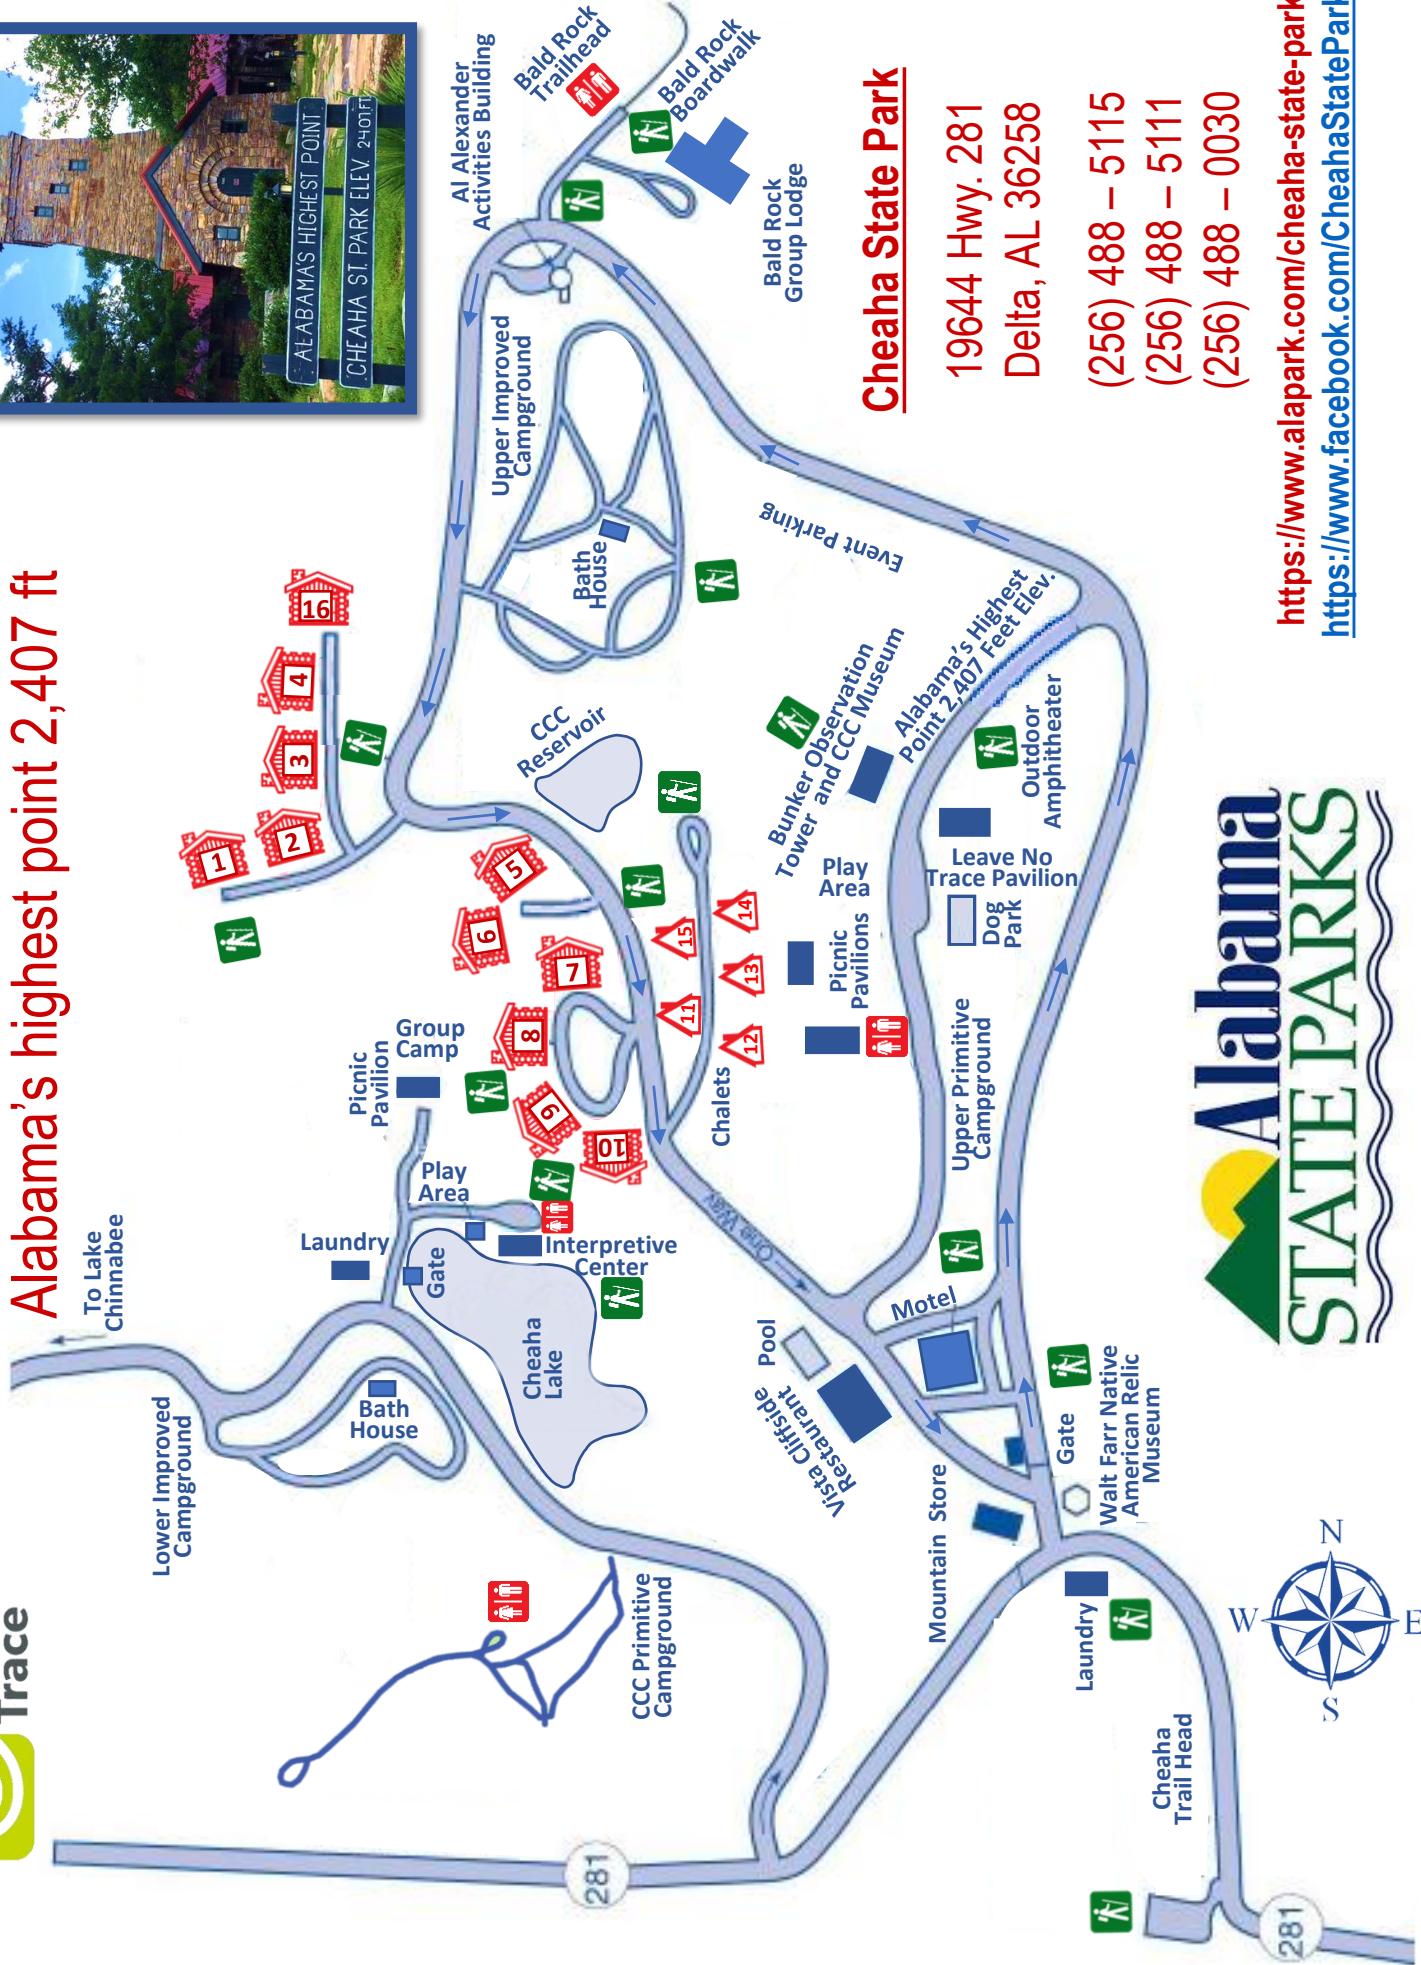 Trace
Alabama's highest point 2,407 ft
ALABAMA'S HIGHEST POINT
CHEAHA ST. PARK ELEV. 2407 FT
To Lake
Chinnabee
Lower Improved
Campground
Laundry
Bath
House
Gate
Play
Area
Picnic
Pavilion
Group
Camp
Interpretive
Center
Cheaha
Lake
CCC Primitive
Campground
1
2
3
4
16
5
6
7
8
9
10
11
12
13
14
15
Chalets
CCC
Reservoir
Upper Improved
Campground
Bath
House
Al Alexander
Activities Building
Bald Rock
Trailhead
Bald Rock
Boardwalk
Bald Rock
Group Lodge
Event Parking
Bunker Observation
Tower and CCC Museum
Alabama's Highest
Point 2,407 Feet Elev.
Outdoor
Amphitheater
Leave No
Trace Pavilion
Dog
Park
Play
Area
Picnic
Pavilions
Upper Primitive
Campground
One Way
Motel
Pool
Vista Cliffside
Restaurant
Mountain Store
Gate
Walt Farr Native
American Relic
Museum
Laundry
Cheaha
Trail Head
281
281
N
W
E
S
Cheaha State Park
19644 Hwy. 281
Delta, AL 36258
(256) 488 – 5115
(256) 488 – 5111
(256) 488 – 0030
https://www.alapark.com/cheaha-state-park
https://www.facebook.com/CheahaStatePark
Alabama
STATE PARKS